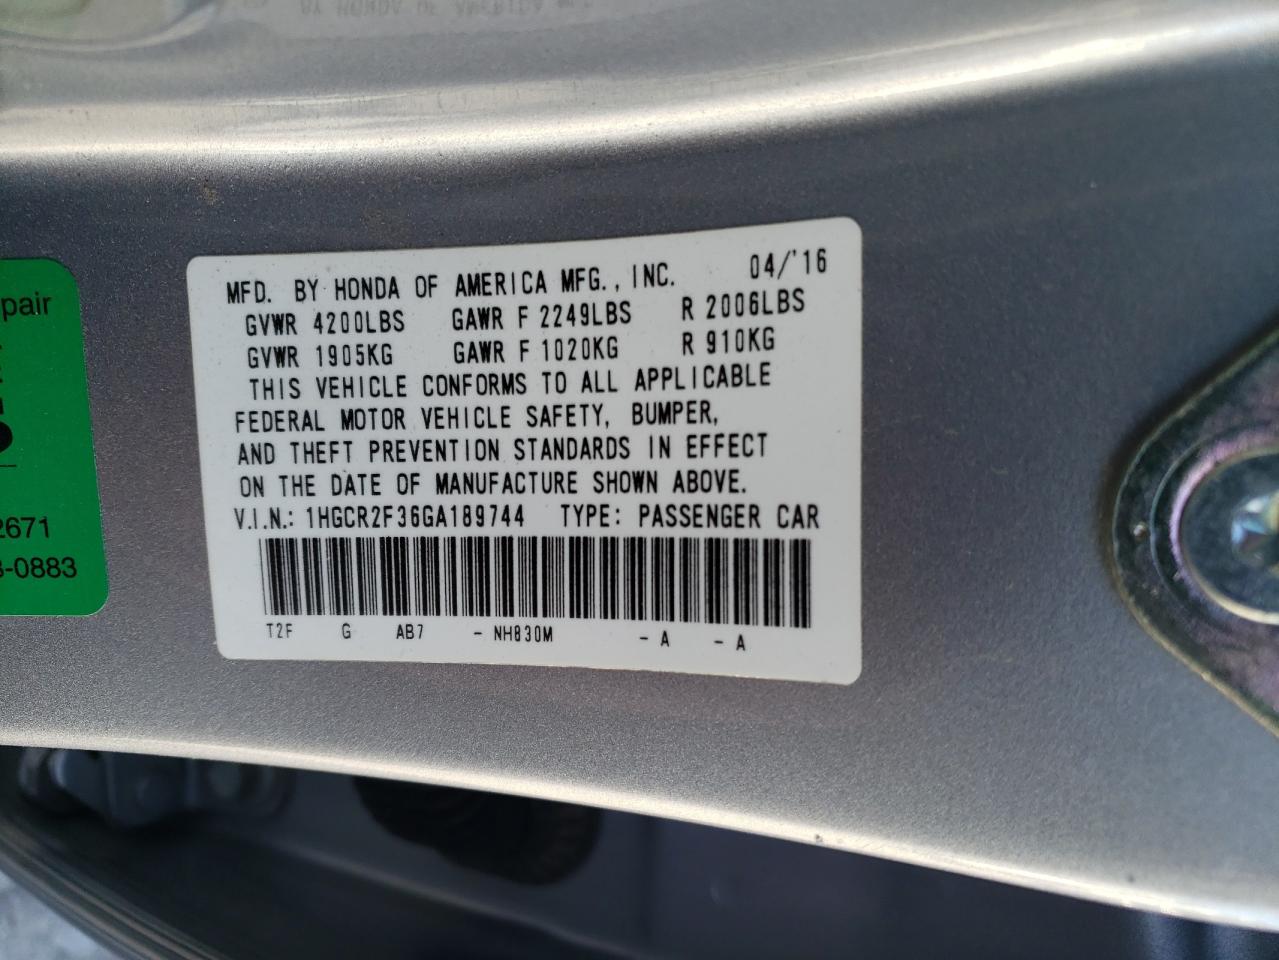 MFD. BY HONDA OF AMERICA MFG., INC. 04/'16
GVWR 4200LBS GAWR F 2249LBS R 2006LBS
GVWR 1905KG GAWR F 1020KG R 910KG
THIS VEHICLE CONFORMS TO ALL APPLICABLE
FEDERAL MOTOR VEHICLE SAFETY, BUMPER,
AND THEFT PREVENTION STANDARDS IN EFFECT
ON THE DATE OF MANUFACTURE SHOWN ABOVE.
V.I.N.: 1HGCR2F36GA189744 TYPE: PASSENGER CAR
T2F G AB7 - NH830M - A - A
pair
2671
-0883